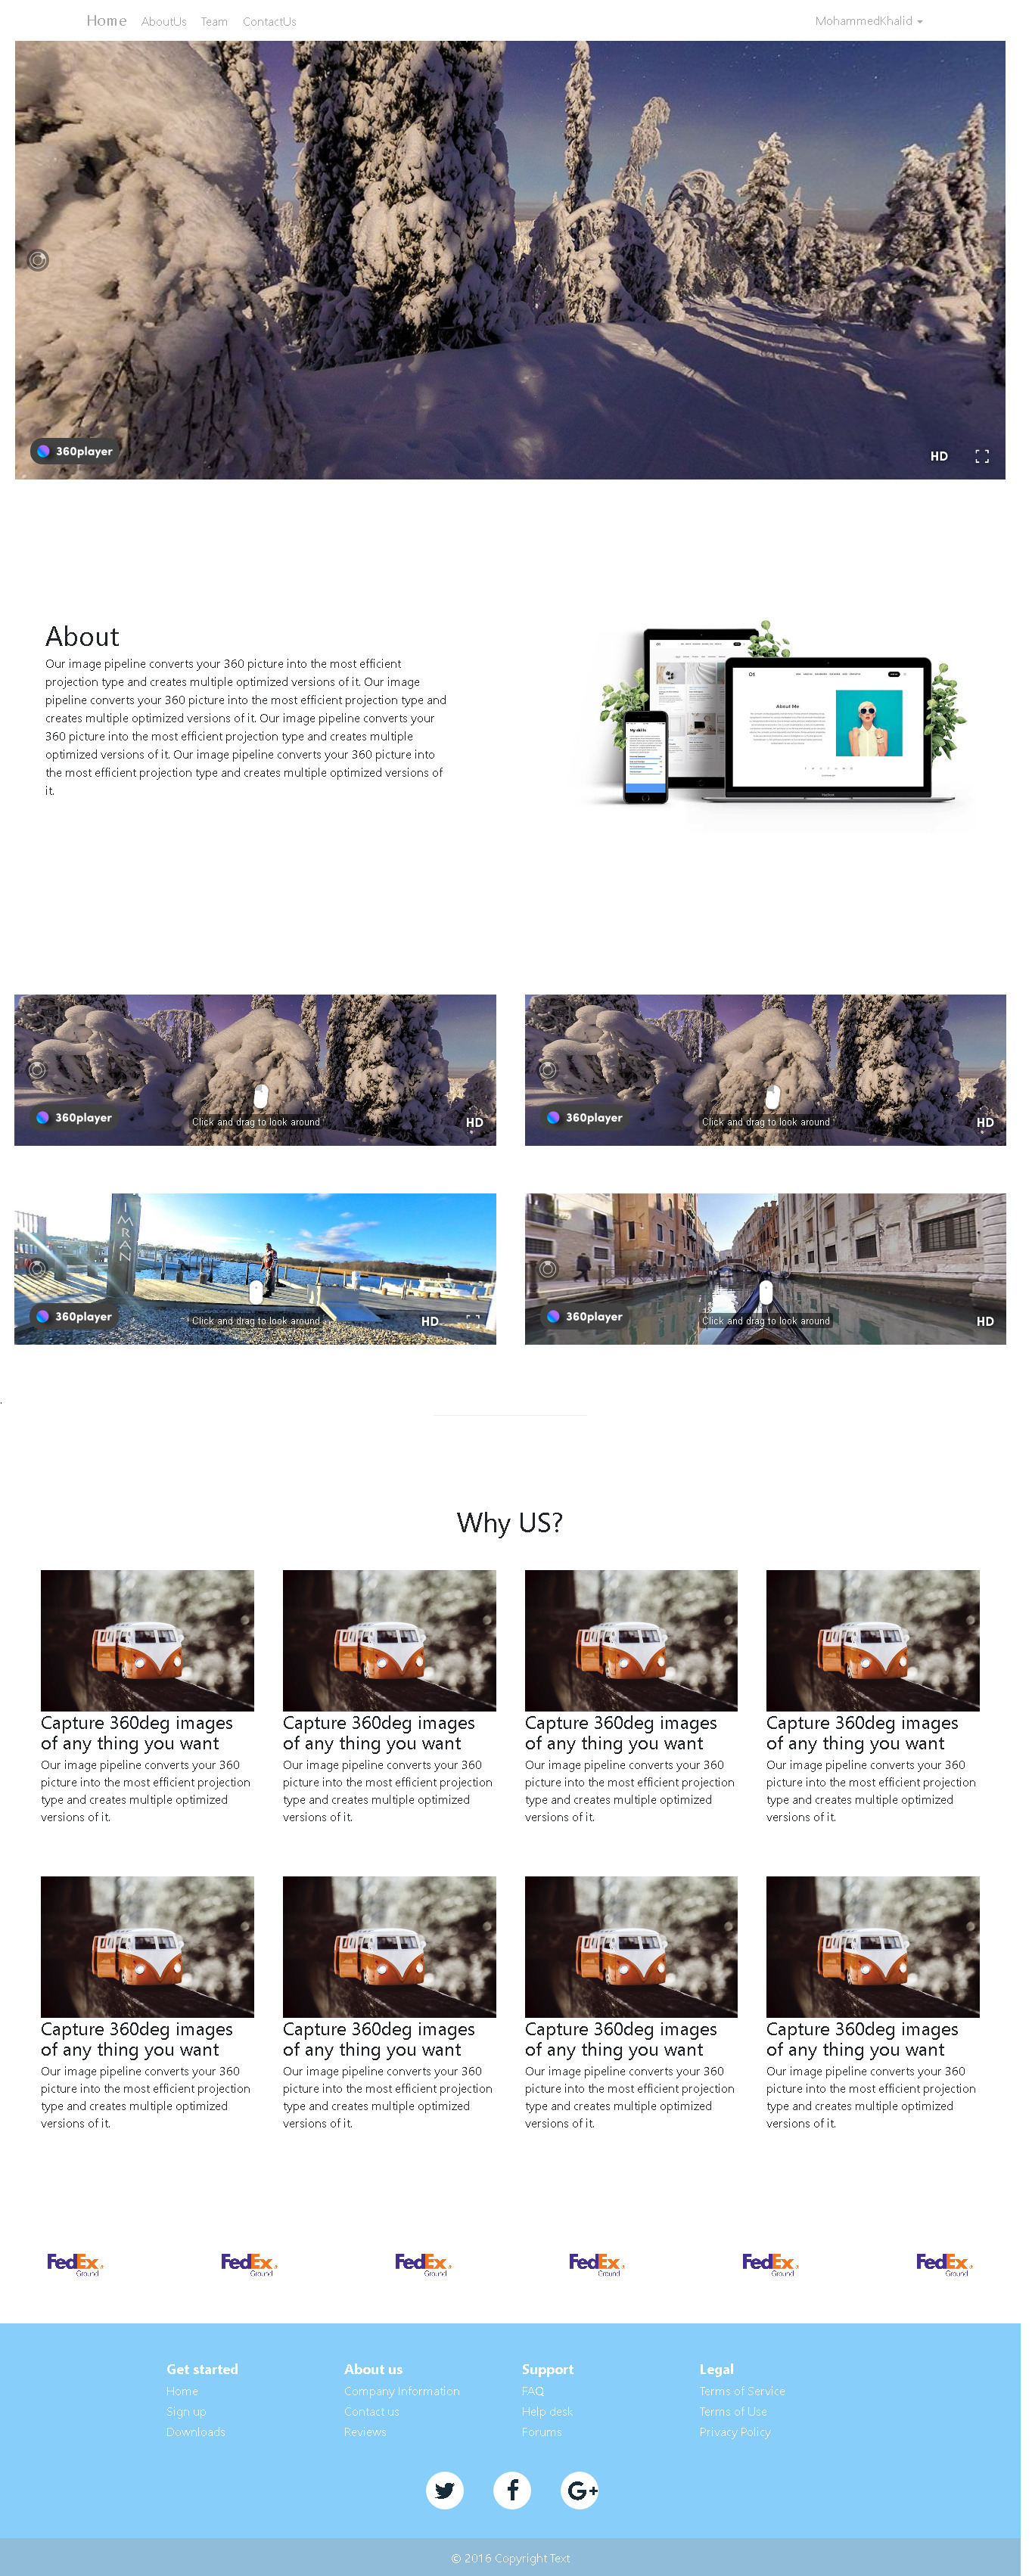 Home AboutUs Team ContactUs MohammedKhalid
360player HD
About
Our image pipeline converts your 360 picture into the most efficient
projection type and creates multiple optimized versions of it. Our image
pipeline converts your 360 picture into the most efficient projection type and
creates multiple optimized versions of it. Our image pipeline converts your
360 picture into the most efficient projection type and creates multiple
optimized versions of it. Our image pipeline converts your 360 picture into
the most efficient projection type and creates multiple optimized versions of
it.
My skills
About Me
360player Click and drag to look around HD
360player Click and drag to look around HD
IMRAN
360player Click and drag to look around HD
360player Click and drag to look around HD
.
Why US?
Capture 360deg images
of any thing you want
Our image pipeline converts your 360
picture into the most efficient projection
type and creates multiple optimized
versions of it.
Capture 360deg images
of any thing you want
Our image pipeline converts your 360
picture into the most efficient projection
type and creates multiple optimized
versions of it.
Capture 360deg images
of any thing you want
Our image pipeline converts your 360
picture into the most efficient projection
type and creates multiple optimized
versions of it.
Capture 360deg images
of any thing you want
Our image pipeline converts your 360
picture into the most efficient projection
type and creates multiple optimized
versions of it.
Capture 360deg images
of any thing you want
Our image pipeline converts your 360
picture into the most efficient projection
type and creates multiple optimized
versions of it.
Capture 360deg images
of any thing you want
Our image pipeline converts your 360
picture into the most efficient projection
type and creates multiple optimized
versions of it.
Capture 360deg images
of any thing you want
Our image pipeline converts your 360
picture into the most efficient projection
type and creates multiple optimized
versions of it.
Capture 360deg images
of any thing you want
Our image pipeline converts your 360
picture into the most efficient projection
type and creates multiple optimized
versions of it.
FedEx FedEx FedEx FedEx FedEx FedEx
Ground Ground Ground Ground Ground Ground
Get started
Home
Sign up
Downloads
About us
Company Information
Contact us
Reviews
Support
FAQ
Help desk
Forums
Legal
Terms of Service
Terms of Use
Privacy Policy
G+
© 2016 Copyright Text